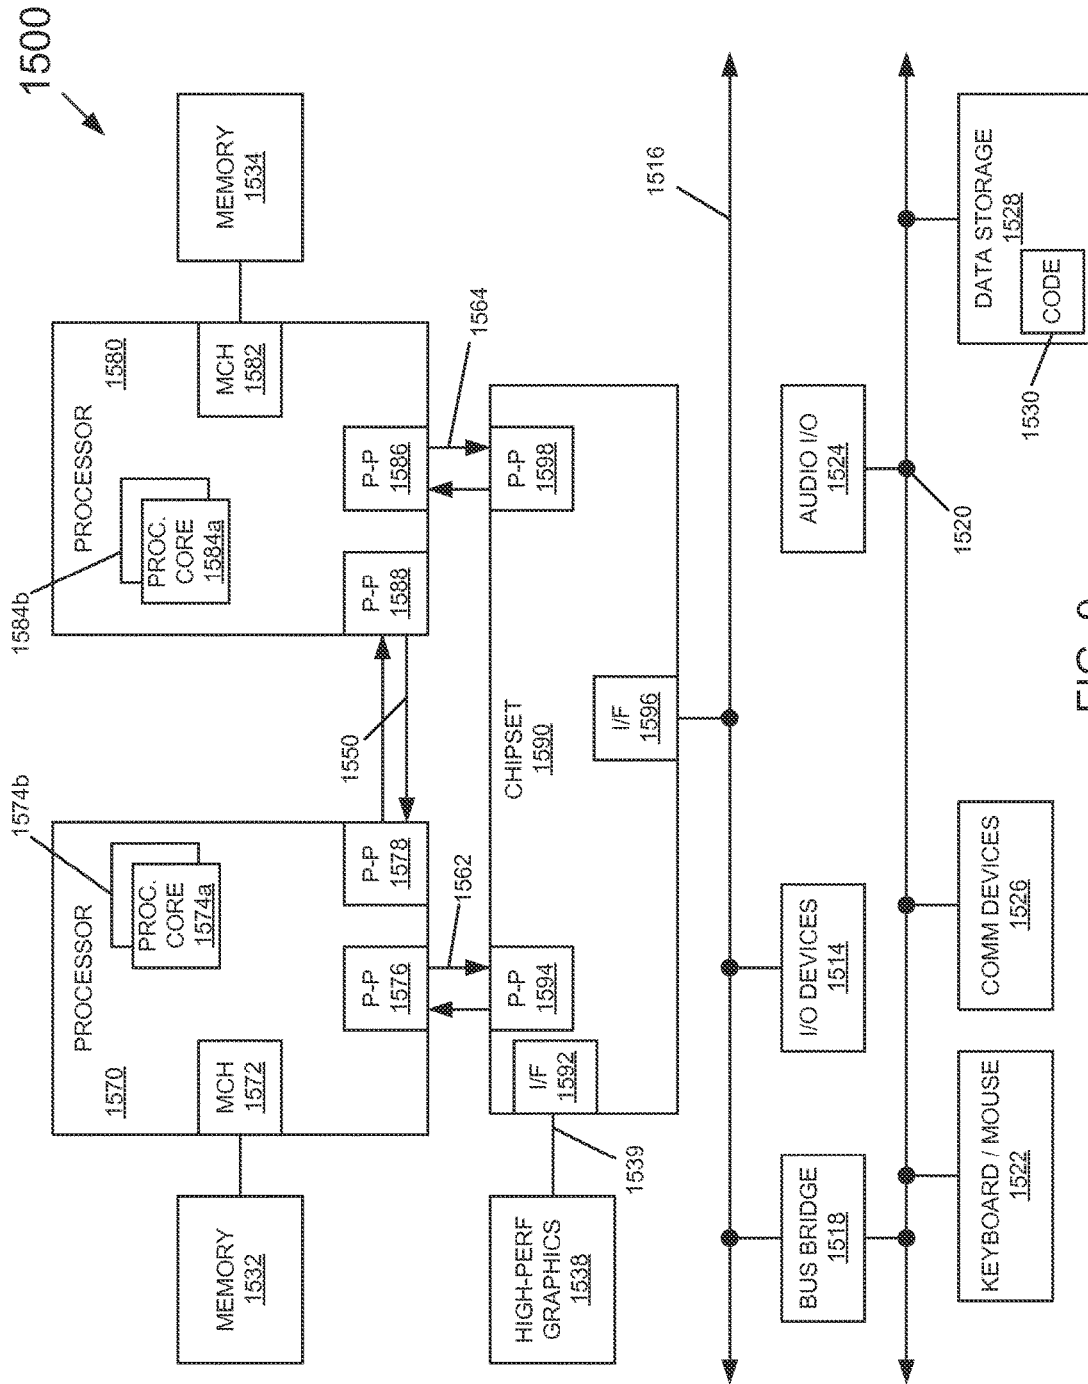 1500
PROCESSOR
1570
PROC.
CORE
1574a
1574b
MCH
1572
P-P
1576
P-P
1578
MEMORY
1532
PROCESSOR
1580
PROC.
CORE
1584a
1584b
MCH
1582
P-P
1588
P-P
1586
MEMORY
1534
1550
1562
1564
HIGH-PERF
GRAPHICS
1538
1539
I/F
1592
P-P
1594
CHIPSET
1590
P-P
1598
I/F
1596
1516
BUS BRIDGE
1518
I/O DEVICES
1514
AUDIO I/O
1524
1520
KEYBOARD / MOUSE
1522
COMM DEVICES
1526
DATA STORAGE
1528
CODE
1530
FIG.